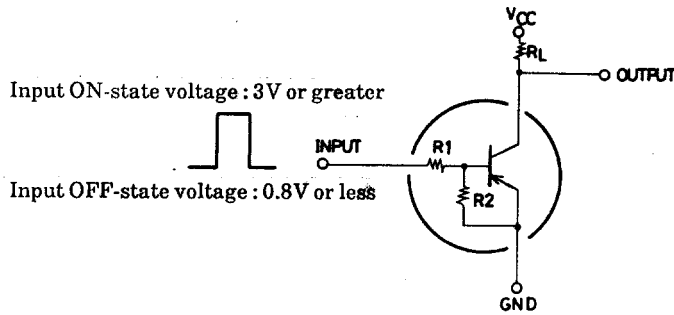 VCC
RL
OUTPUT
Input ON-state voltage : 3V or greater
INPUT
R1
Input OFF-state voltage : 0.8V or less
R2
GND